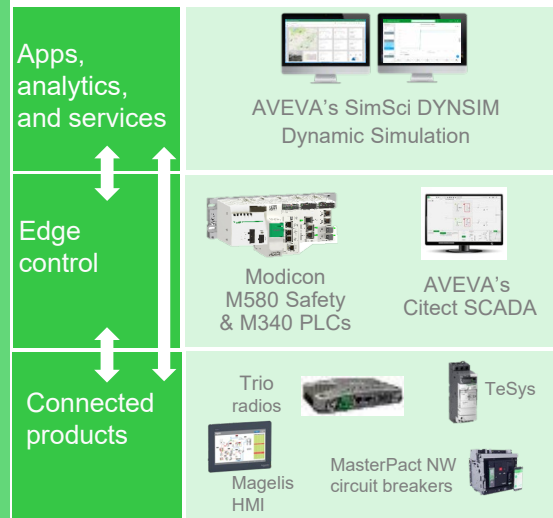 Apps,
analytics,
and services
AVEVA's SimSci DYNSIM
Dynamic Simulation
Edge
control
Modicon
M580 Safety
& M340 PLCs
AVEVA's
Citect SCADA
Connected
products
Trio
radios
TeSys
Magelis
HMI
MasterPact NW
circuit breakers